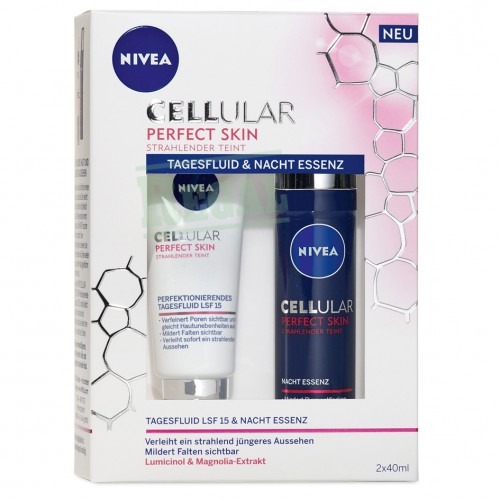 NIVEA
NEU
CELLULAR
PERFECT SKIN
STRAHLENDER TEINT
TAGESFLUID & NACHT ESSENZ
NIVEA
CELLULAR
PERFECT SKIN
STRAHLENDER TEINT
PERFEKTIONIERENDES
TAGESFLUID LSF 15
• Verfeinert Poren sichtbar und
gleicht Hautunebenheiten aus
• Mildert Falten sichtbar
• Verleiht sofort ein strahlendes
Aussehen
NIVEA
CELLULAR
PERFECT SKIN
STRAHLENDER TEINT
NACHT ESSENZ
TAGESFLUID LSF 15 & NACHT ESSENZ
Verleiht ein strahlend jüngeres Aussehen
Mildert Falten sichtbar
Lumicinol & Magnolia-Extrakt
2x40ml